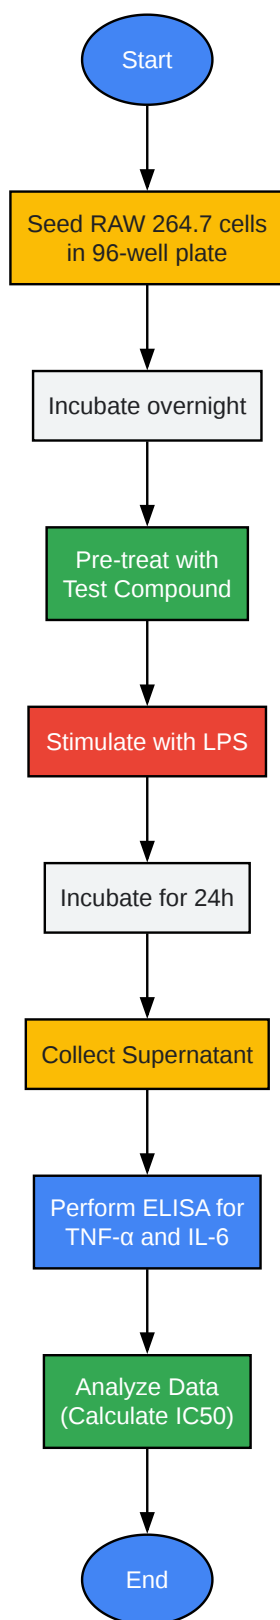 Start
Seed RAW 264.7 cells
in 96-well plate
Incubate overnight
Pre-treat with
Test Compound
Stimulate with LPS
Incubate for 24h
Collect Supernatant
Perform ELISA for
TNF-α and IL-6
Analyze Data
(Calculate IC50)
End